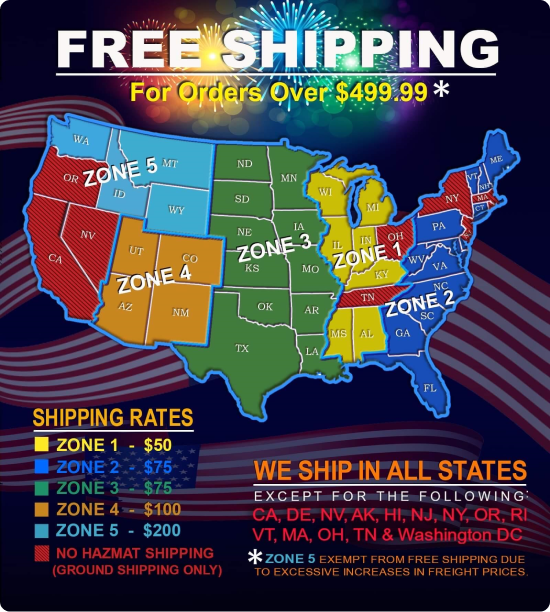 FREE SHIPPING
For Orders Over $499.99 *
WA
MT
ND
MN
ME
OR
ZONE 5
ID
WY
SD
WI
MI
VT
NH
NY
MA
CT
NV
CA
UT
CO
ZONE 4
AZ
NM
NE
IA
ZONE 3
KS
MO
OK
AR
TX
LA
IL
IN
OH
ZONE 1
KY
TN
MS
AL
PA
WV
VA
NC
ZONE 2
SC
GA
FL
SHIPPING RATES
ZONE 1 - $50
ZONE 2 - $75
ZONE 3 - $75
ZONE 4 - $100
ZONE 5 - $200
NO HAZMAT SHIPPING
(GROUND SHIPPING ONLY)
WE SHIP IN ALL STATES
EXCEPT FOR THE FOLLOWING:
CA, DE, NV, AK, HI, NJ, NY, OR, RI
VT, MA, OH, TN & Washington DC
* ZONE 5 EXEMPT FROM FREE SHIPPING DUE
TO EXCESSIVE INCREASES IN FREIGHT PRICES.